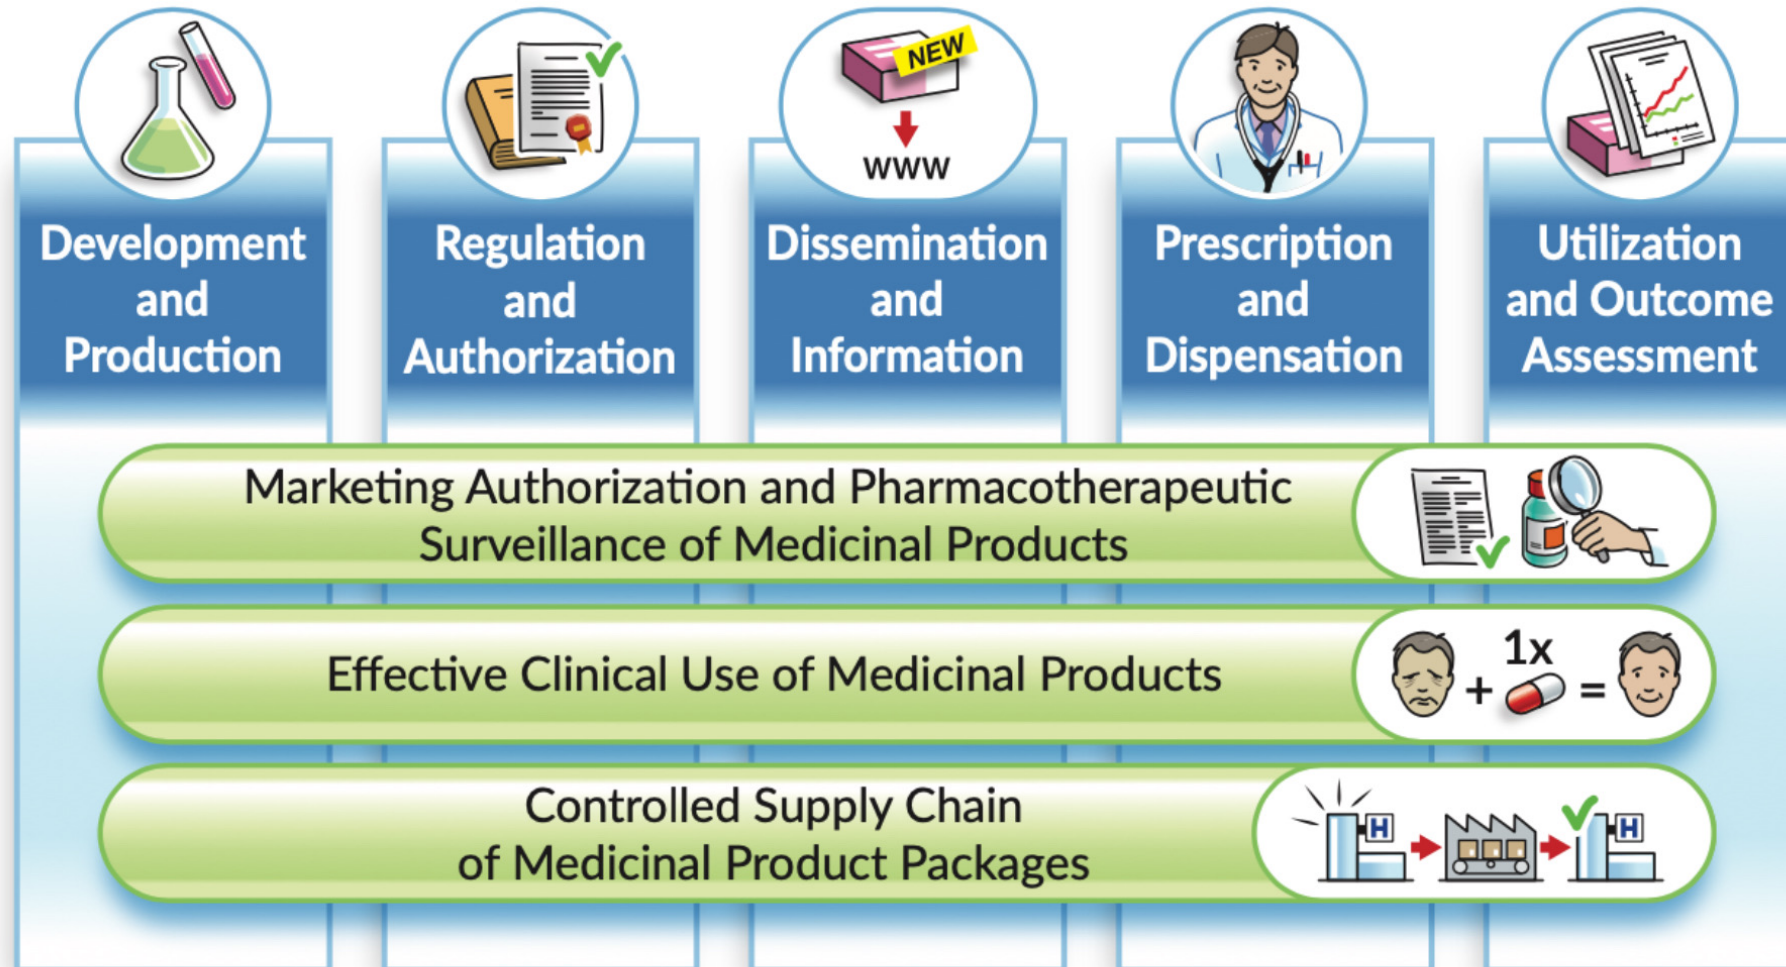 NEW
WWW
Development
and
Production
Regulation
and
Authorization
Dissemination
and
Information
Prescription
and
Dispensation
Utilization
and Outcome
Assessment
Marketing Authorization and Pharmacotherapeutic
Surveillance of Medicinal Products
Effective Clinical Use of Medicinal Products
1x
+
=
Controlled Supply Chain
of Medicinal Product Packages
H
H